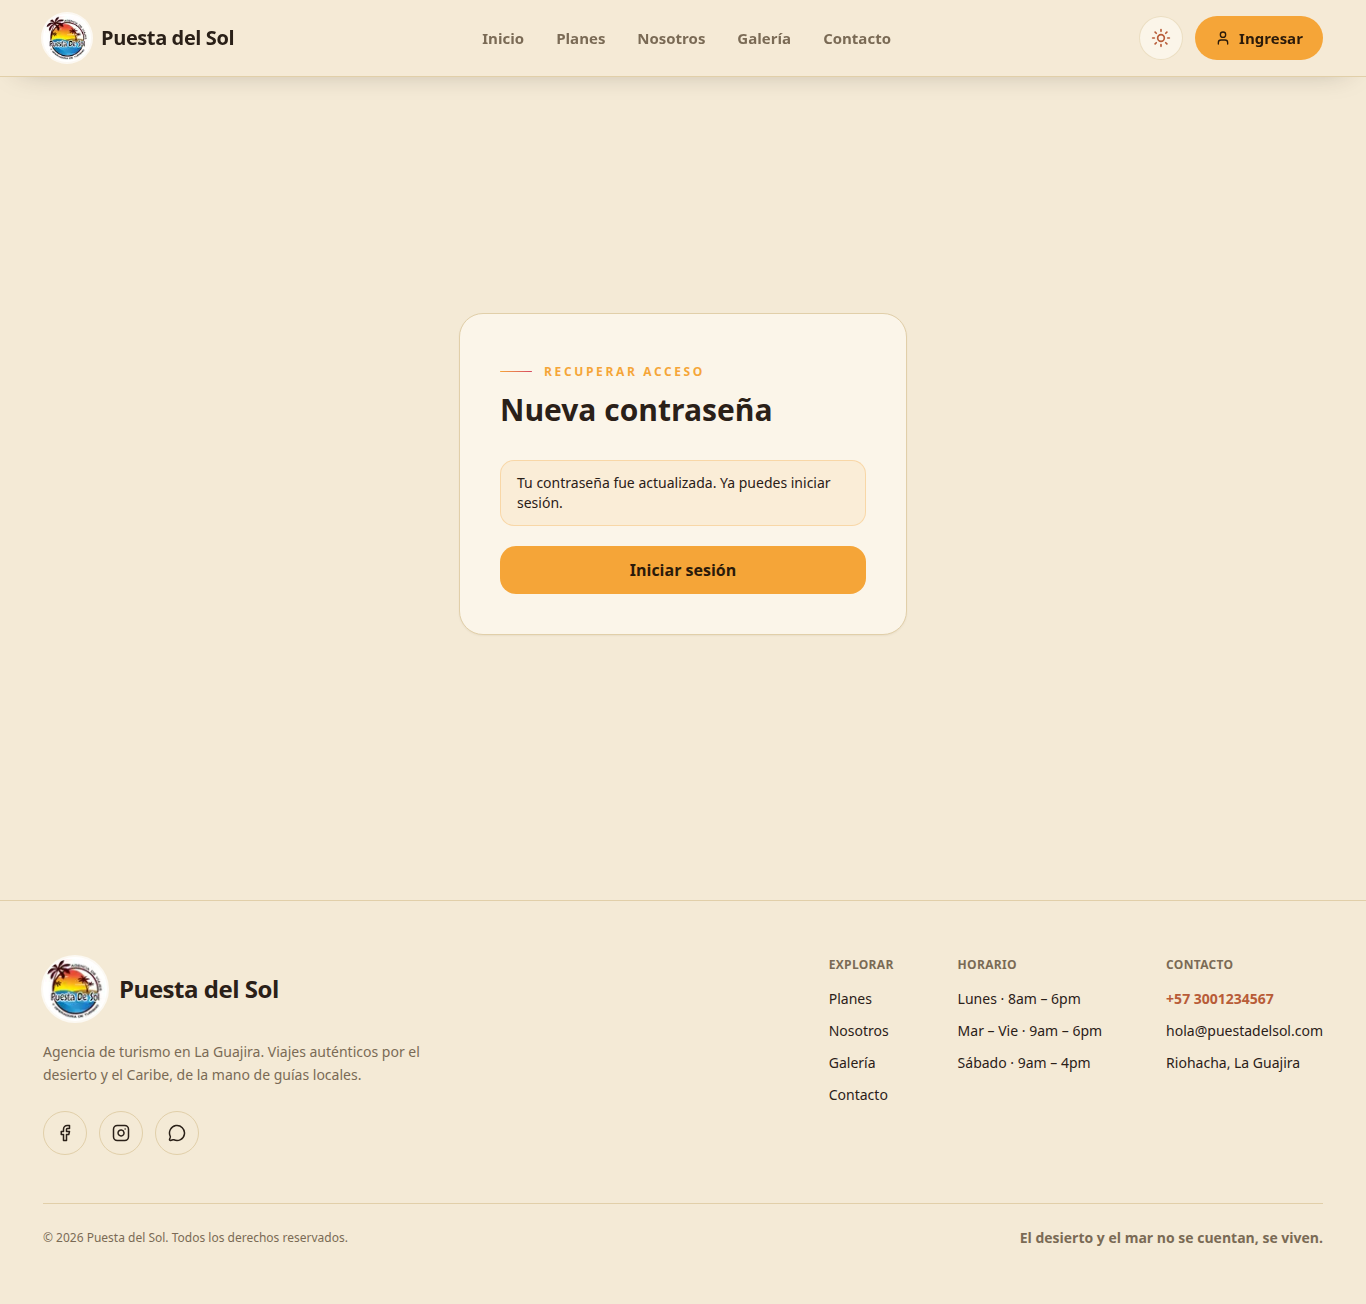 Puesta del Sol
Inicio
Planes
Nosotros
Galería
Contacto
Ingresar
RECUPERAR ACCESO
Nueva contraseña
Tu contraseña fue actualizada. Ya puedes iniciar
sesión.
Iniciar sesión
Puesta Del Sol
Puesta del Sol
Agencia de turismo en La Guajira. Viajes auténticos por el
desierto y el Caribe, de la mano de guías locales.
EXPLORAR
Planes
Nosotros
Galería
Contacto
HORARIO
Lunes · 8am – 6pm
Mar – Vie · 9am – 6pm
Sábado · 9am – 4pm
CONTACTO
+57 3001234567
hola@puestadelsol.com
Riohacha, La Guajira
© 2026 Puesta del Sol. Todos los derechos reservados.
El desierto y el mar no se cuentan, se viven.